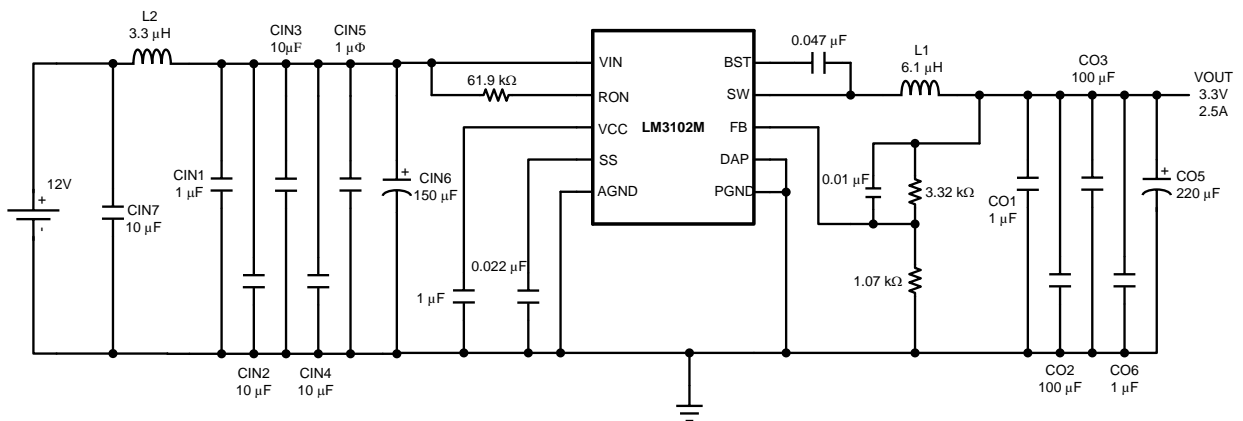 L2
3.3 µH
CIN3
10µF
CIN5
1 µΦ
61.9 kΩ
12V
+
-
CIN7
10 µF
CIN1
1 µF
CIN2
10 µF
CIN4
10 µF
+
CIN6
150 µF
1 µF
0.022 µF
VIN
RON
VCC
SS
AGND
LM3102M
BST
SW
FB
DAP
PGND
0.047 µF
L1
6.1 µH
0.01 µF
3.32 kΩ
1.07 kΩ
CO1
1 µF
CO2
100 µF
CO3
100 µF
CO6
1 µF
+
CO5
220 µF
VOUT
3.3V
2.5A